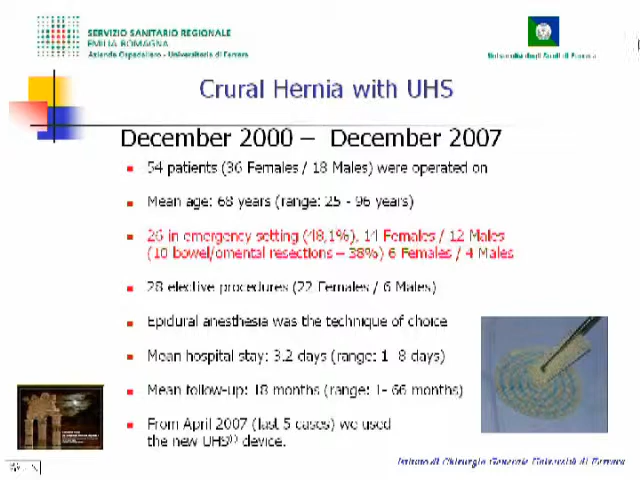 SERVIZIO SANITARIO REGIONALE
EMILIA ROMAGNA
Azienda Ospedaliero - Universitaria di Ferrara
Università degli Studi di Ferrara
Crural Hernia with UHS
December 2000 – December 2007
54 patients (36 Females / 18 Males) were operated on
Mean age: 68 years (range: 25 - 96 years)
26 in emergency setting (48,1%), 14 Females / 12 Males
(10 bowel/omental resections – 38%) 6 Females / 4 Males
28 elective procedures (22 Females / 6 Males)
Epidural anesthesia was the technique of choice
Mean hospital stay: 3.2 days (range: 1- 8 days)
Mean follow-up: 18 months (range: 1- 66 months)
From April 2007 (last 5 cases) we used
the new UHS device.
Istituto di Chirurgia Generale Università di Ferrara